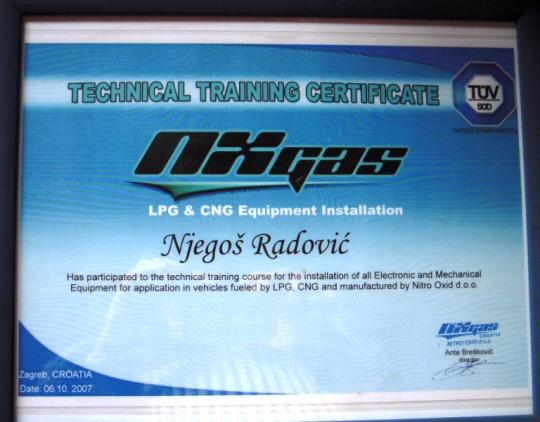 TECHNICAL TRAINING CERTIFICATE
TÜV
SÜD
NXGAS COMPONENTS
NXgas
LPG & CNG Equipment Installation
Njegoš Radović
Has participated to the technical training course for the installation of all Electronic and Mechanical
Equipment for application in vehicles fueled by LPG, CNG and manufactured by Nitro Oxid d.o.o.
NXgas
CROATIA
NITRO OXID d.o.o.
Ante Brešković
director
Zagreb, CROATIA
Date: 06.10. 2007.